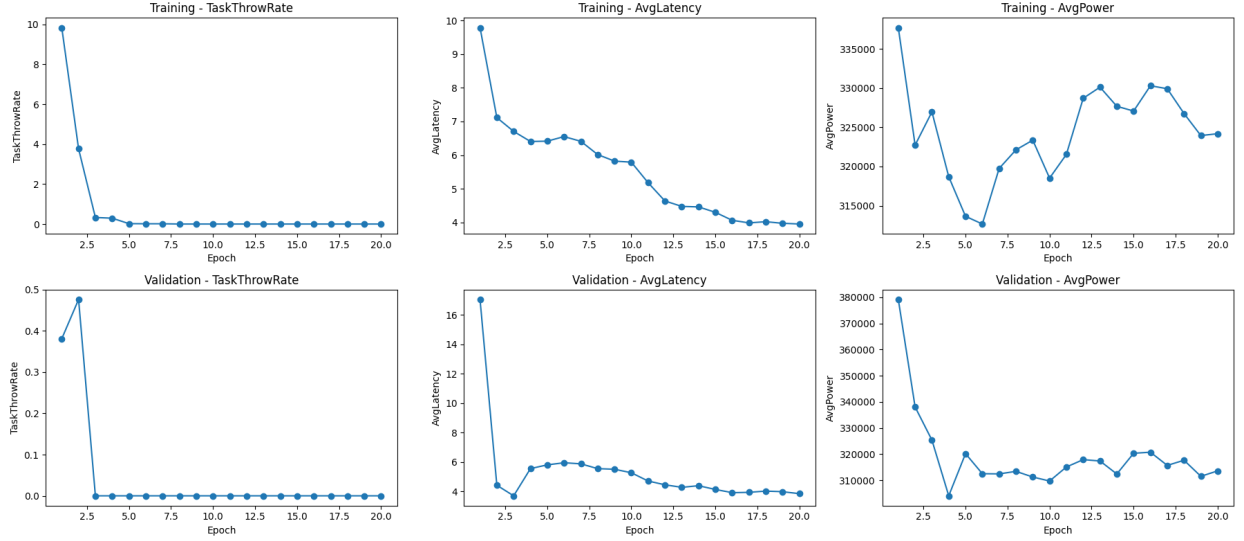 Training - TaskThrowRate
10
8
6
4
2
0
TaskThrowRate
2.5 5.0 7.5 10.0 12.5 15.0 17.5 20.0
Epoch
Training - AvgLatency
10
9
8
7
6
5
4
AvgLatency
2.5 5.0 7.5 10.0 12.5 15.0 17.5 20.0
Epoch
Training - AvgPower
335000
330000
325000
320000
315000
AvgPower
2.5 5.0 7.5 10.0 12.5 15.0 17.5 20.0
Epoch
Validation - TaskThrowRate
0.5
0.4
0.3
0.2
0.1
0.0
TaskThrowRate
2.5 5.0 7.5 10.0 12.5 15.0 17.5 20.0
Epoch
Validation - AvgLatency
16
14
12
10
8
6
4
AvgLatency
2.5 5.0 7.5 10.0 12.5 15.0 17.5 20.0
Epoch
Validation - AvgPower
380000
370000
360000
350000
340000
330000
320000
310000
AvgPower
2.5 5.0 7.5 10.0 12.5 15.0 17.5 20.0
Epoch